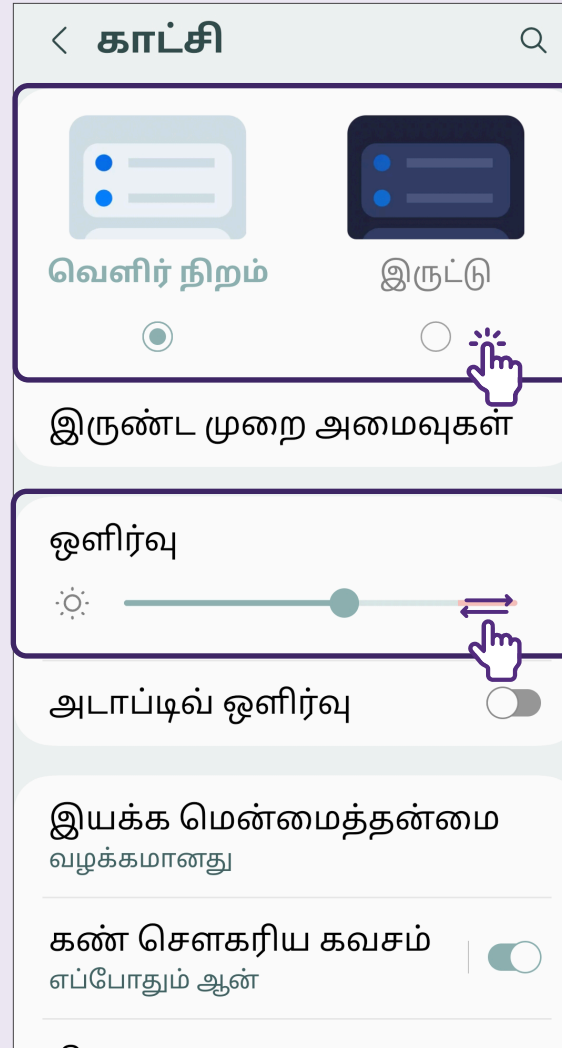 காட்சி
வெளிர் நிறம்
இருட்டு
இருண்ட முறை அமைவுகள்
ஒளிர்வு
அடாப்டிவ் ஒளிர்வு
இயக்க மென்மைத்தன்மை
வழக்கமானது
கண் சௌகரிய கவசம்
எப்போதும் ஆன்